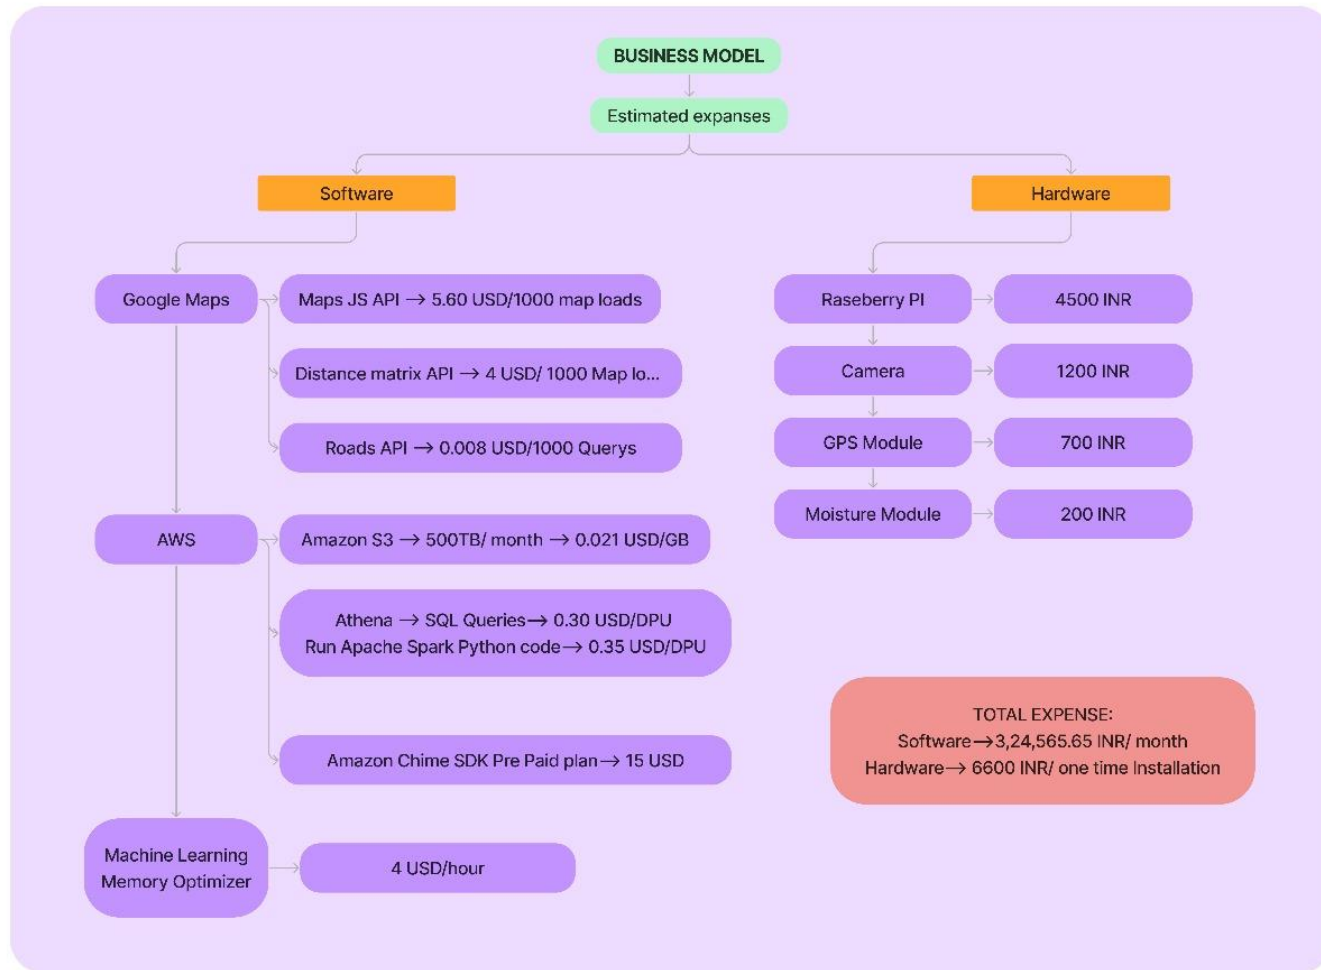 BUSINESS MODEL
Estimated expanses
Software
Hardware
Google Maps
Maps JS API → 5.60 USD/1000 map loads
Distance matrix API → 4 USD/ 1000 Map lo...
Roads API → 0.008 USD/1000 Querys
AWS
Amazon S3 → 500TB/ month → 0.021 USD/GB
Athena → SQL Queries→ 0.30 USD/DPU
Run Apache Spark Python code→ 0.35 USD/DPU
Amazon Chime SDK Pre Paid plan→ 15 USD
Machine Learning
Memory Optimizer
4 USD/hour
Raseberry PI
4500 INR
Camera
1200 INR
GPS Module
700 INR
Moisture Module
200 INR
TOTAL EXPENSE:
Software→3,24,565.65 INR/ month
Hardware→ 6600 INR/ one time Installation